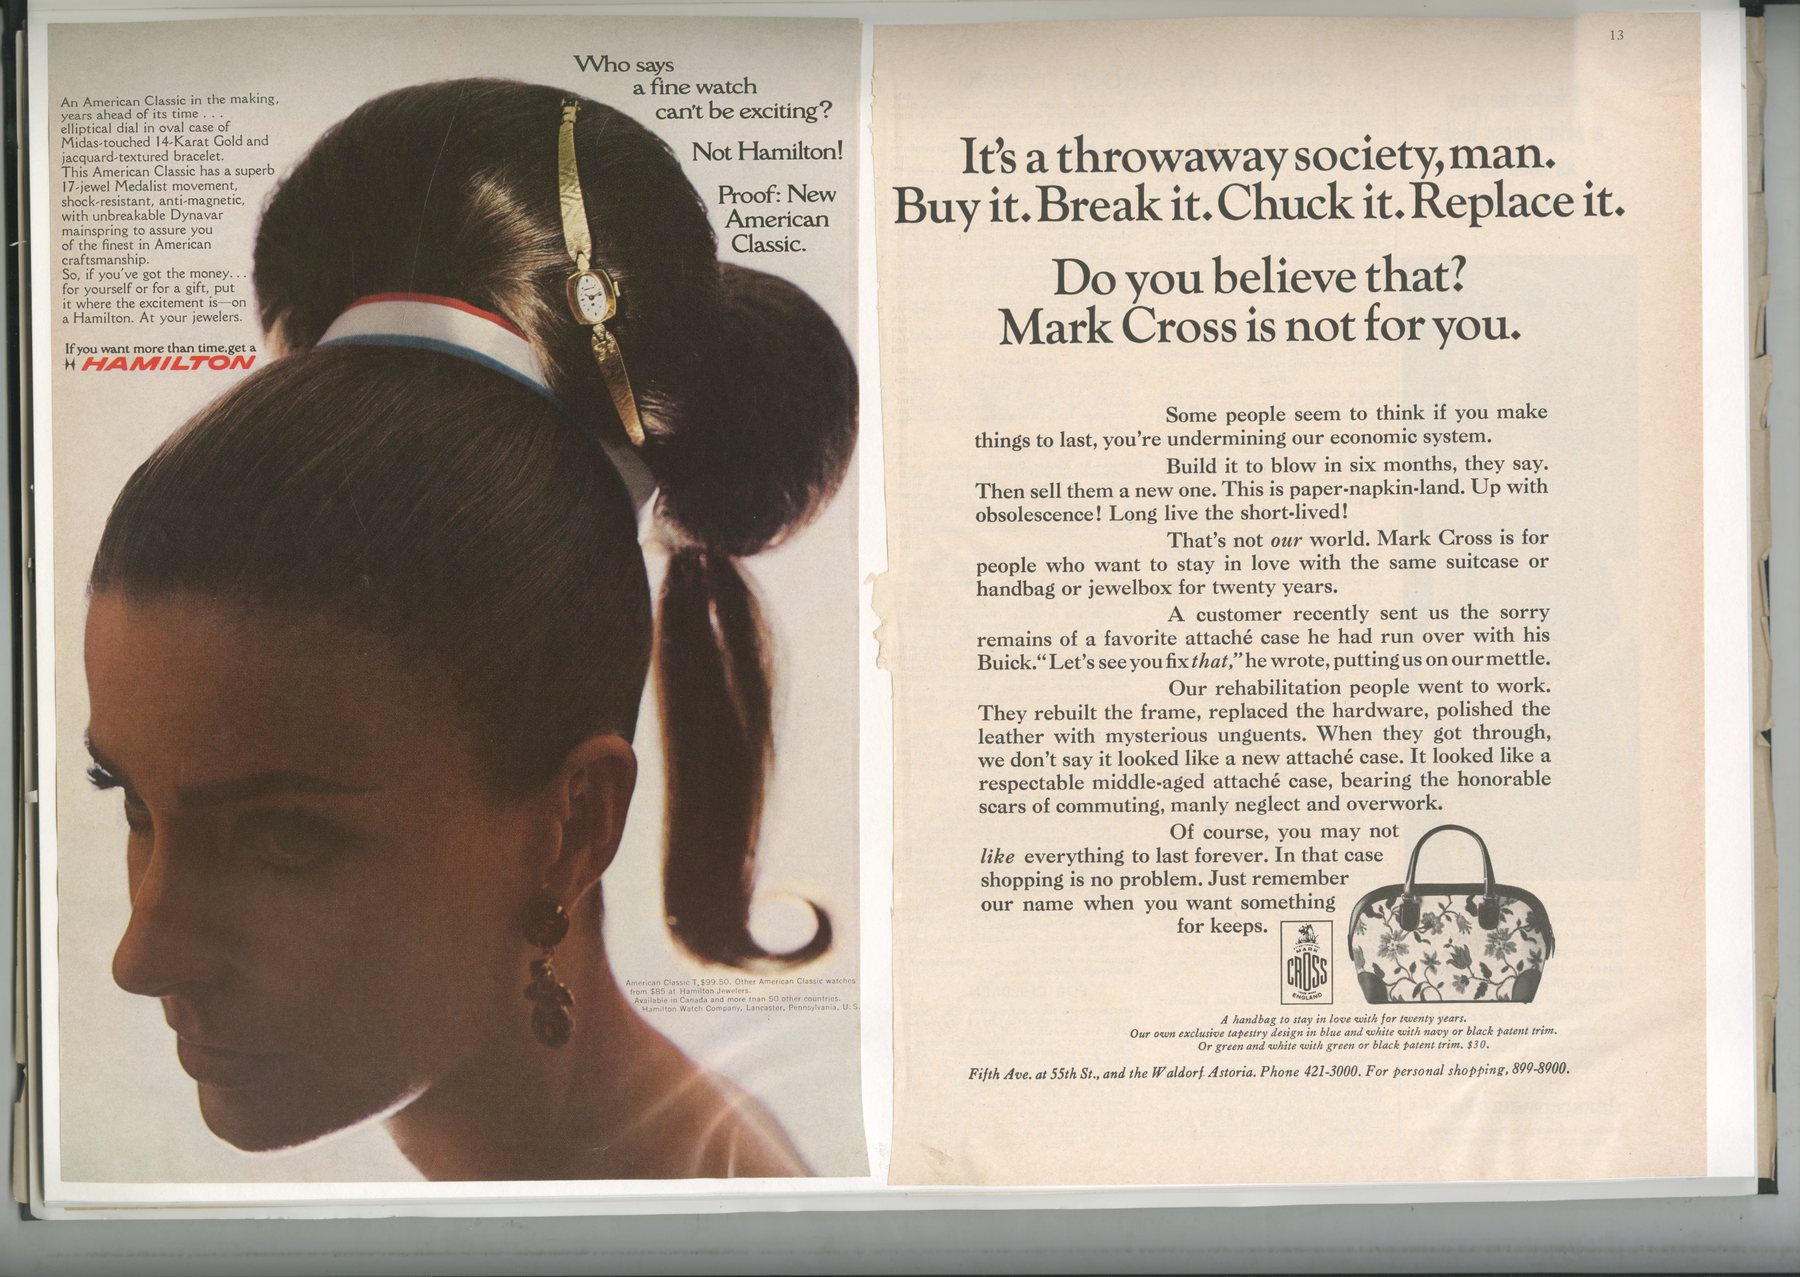 Who says
a fine watch
can't be exciting?
Not Hamilton!
Proof: New
American
Classic.
An American Classic in the making,
years ahead of its time . . .
elliptical dial in oval case of
Midas-touched 14-Karat Gold and
jacquard-textured bracelet.
This American Classic has a superb
17-jewel Medalist movement,
shock-resistant, anti-magnetic,
with unbreakable Dynavar
mainspring to assure you
of the finest in American
craftsmanship.
So, if you've got the money. . .
for yourself or for a gift, put
it where the excitement is—on
a Hamilton. At your jewelers.
If you want more than time, get a
HAMILTON
American Classic T, $99.50. Other American Classic watches
from $85 at Hamilton Jewelers.
Available in Canada and more than 50 other countries.
Hamilton Watch Company, Lancaster, Pennsylvania, U. S.
13
It's a throwaway society, man.
Buy it. Break it. Chuck it. Replace it.
Do you believe that?
Mark Cross is not for you.
Some people seem to think if you make
things to last, you're undermining our economic system.
Build it to blow in six months, they say.
Then sell them a new one. This is paper-napkin-land. Up with
obsolescence! Long live the short-lived!
That's not our world. Mark Cross is for
people who want to stay in love with the same suitcase or
handbag or jewelbox for twenty years.
A customer recently sent us the sorry
remains of a favorite attaché case he had run over with his
Buick. "Let's see you fix that," he wrote, putting us on our mettle.
Our rehabilitation people went to work.
They rebuilt the frame, replaced the hardware, polished the
leather with mysterious unguents. When they got through,
we don't say it looked like a new attaché case. It looked like a
respectable middle-aged attaché case, bearing the honorable
scars of commuting, manly neglect and overwork.
Of course, you may not
like everything to last forever. In that case
shopping is no problem. Just remember
our name when you want something
for keeps.
MARK
CROSS
ENGLAND
A handbag to stay in love with for twenty years.
Our own exclusive tapestry design in blue and white with navy or black patent trim.
Or green and white with green or black patent trim. $30.
Fifth Ave. at 55th St., and the Waldorf Astoria. Phone 421-3000. For personal shopping, 899-8900.